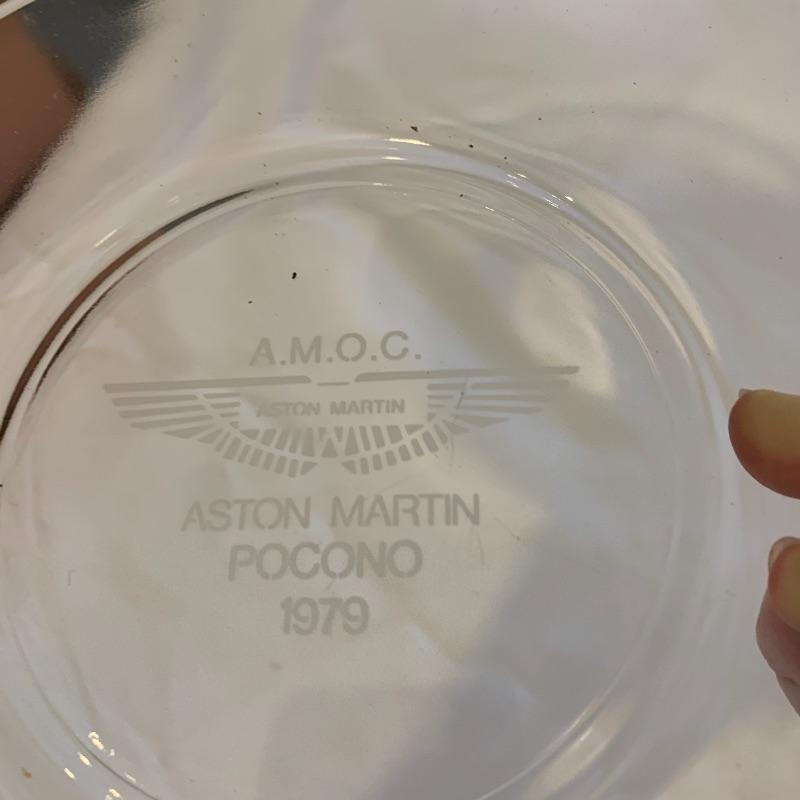 A.M.O.C.
ASTON MARTIN
ASTON MARTIN
POCONO
1979